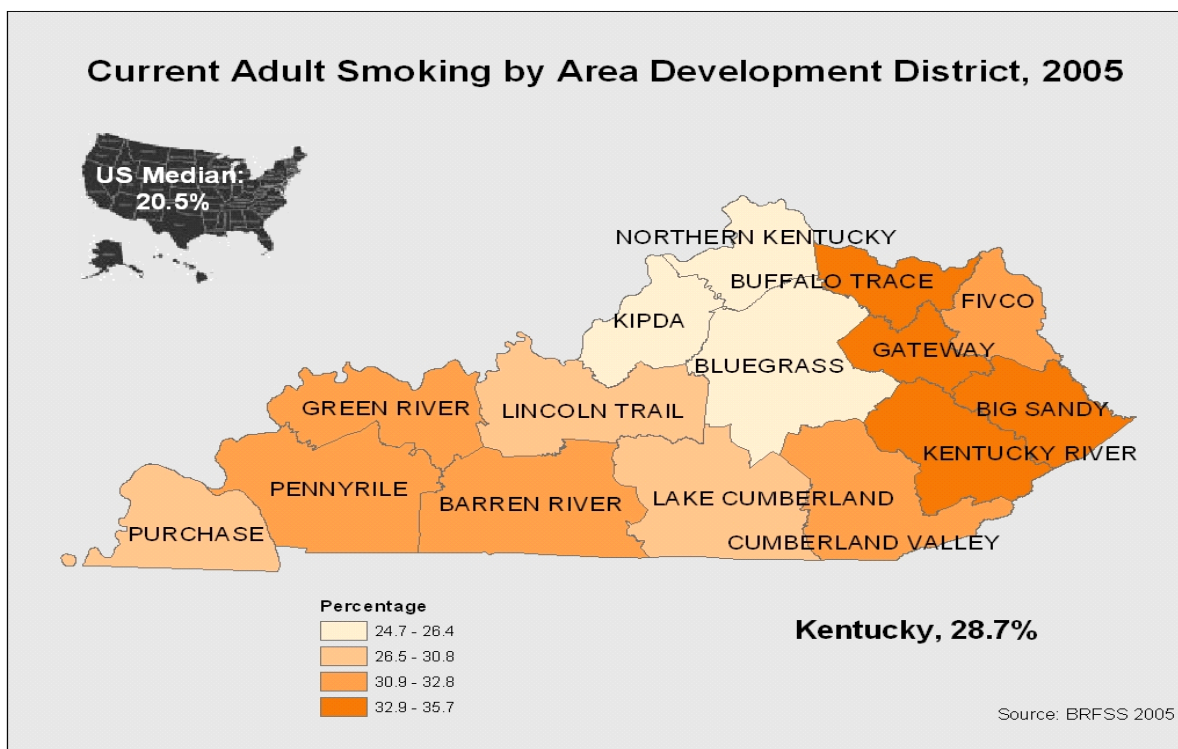 Current Adult Smoking by Area Development District, 2005
US Median:
20.5%
NORTHERN KENTUCKY
BUFFALO TRACE
FIVCO
KIPDA
GATEWAY
BLUEGRASS
GREEN RIVER
LINCOLN TRAIL
BIG SANDY
KENTUCKY RIVER
PENNYRILE
BARREN RIVER
LAKE CUMBERLAND
PURCHASE
CUMBERLAND VALLEY
Percentage
24.7 - 26.4
26.5 - 30.8
30.9 - 32.8
32.9 - 35.7
Kentucky, 28.7%
Source: BRFSS 2005